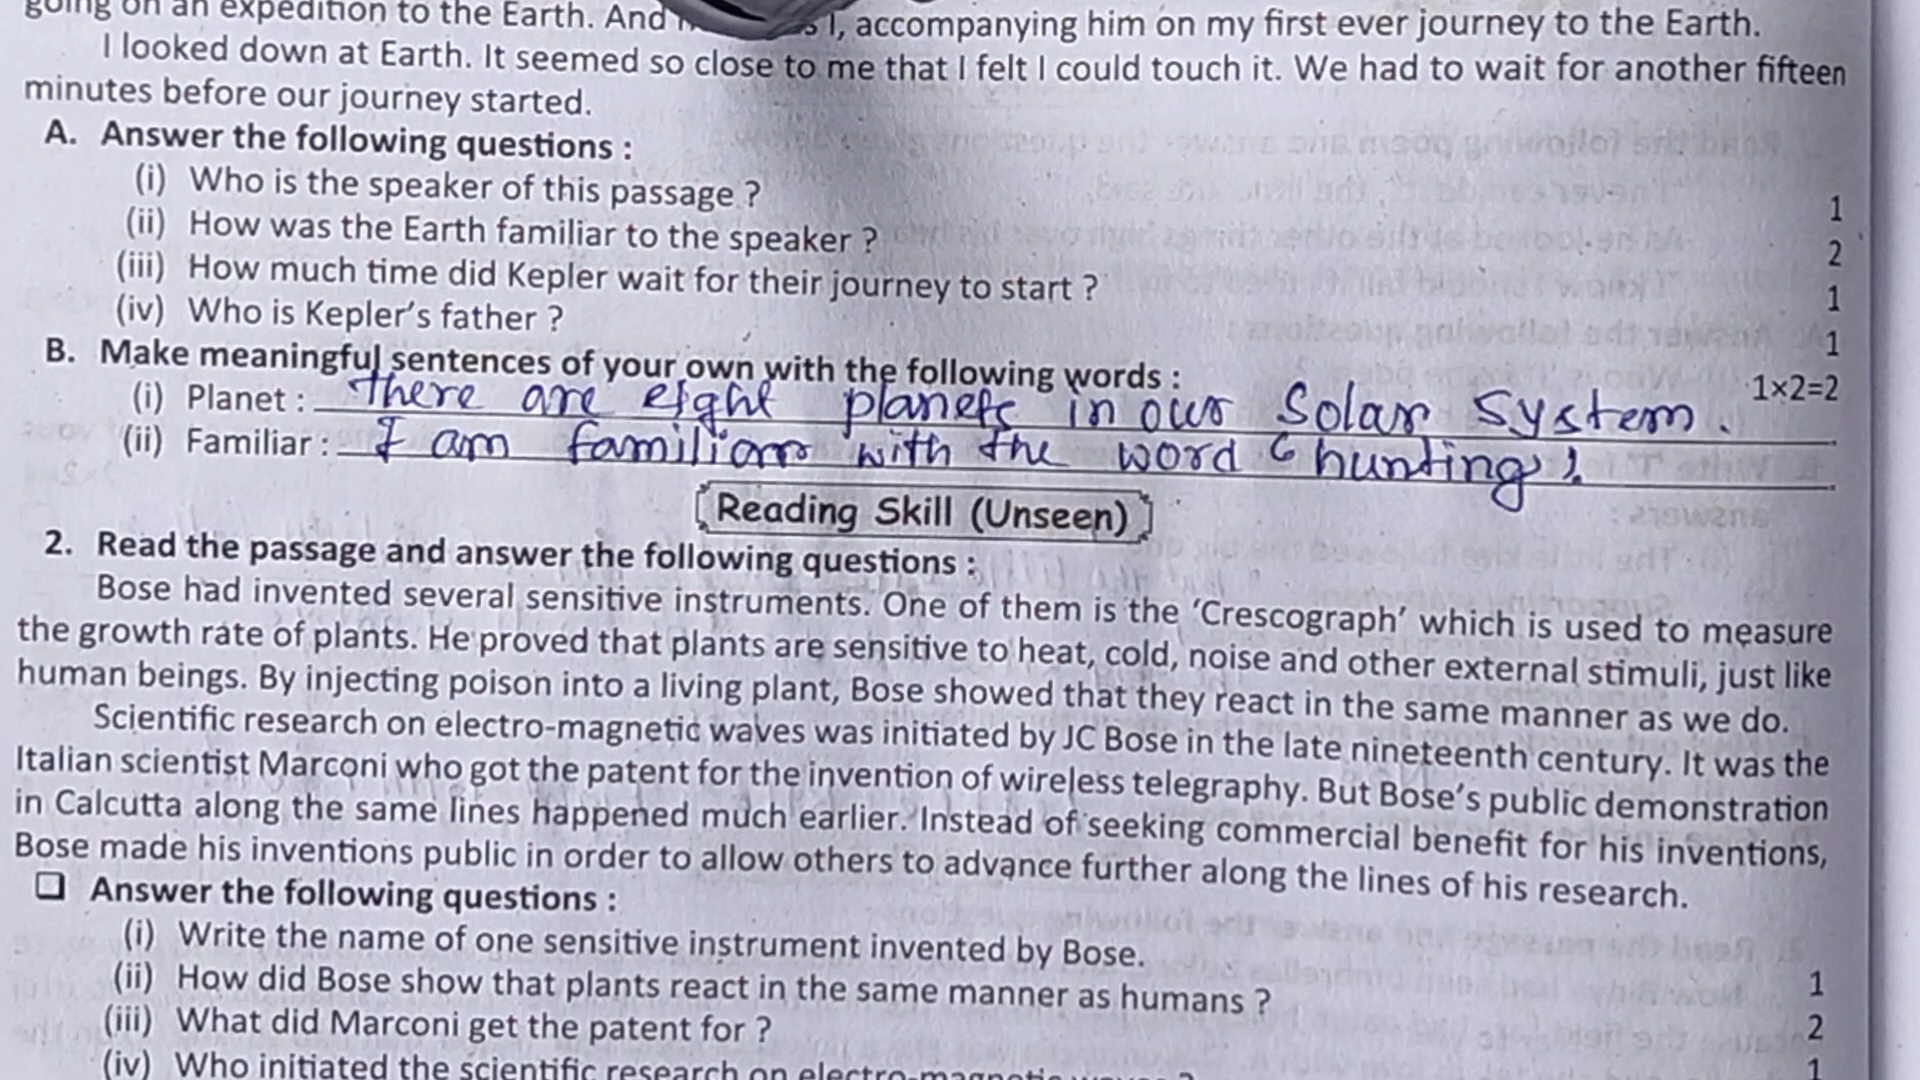 going on an expedition to the Earth. And I, accompanying him on my first ever journey to the Earth.
I looked down at Earth. It seemed so close to me that I felt I could touch it. We had to wait for another fifteen
minutes before our journey started.
A. Answer the following questions :
(i) Who is the speaker of this passage ? 1
(ii) How was the Earth familiar to the speaker ? 2
(iii) How much time did Kepler wait for their journey to start ? 1
(iv) Who is Kepler's father ? 1
B. Make meaningful sentences of your own with the following words : 1×2=2
(i) Planet : There are eight planets in our Solar System.
(ii) Familiar : I am familiar with the word 'hunting'.
Reading Skill (Unseen)
2. Read the passage and answer the following questions :
Bose had invented several sensitive instruments. One of them is the 'Crescograph' which is used to measure
the growth rate of plants. He proved that plants are sensitive to heat, cold, noise and other external stimuli, just like
human beings. By injecting poison into a living plant, Bose showed that they react in the same manner as we do.
Scientific research on electro-magnetic waves was initiated by JC Bose in the late nineteenth century. It was the
Italian scientist Marconi who got the patent for the invention of wireless telegraphy. But Bose's public demonstration
in Calcutta along the same lines happened much earlier. Instead of seeking commercial benefit for his inventions,
Bose made his inventions public in order to allow others to advance further along the lines of his research.
❑ Answer the following questions :
(i) Write the name of one sensitive instrument invented by Bose. 1
(ii) How did Bose show that plants react in the same manner as humans ? 2
(iii) What did Marconi get the patent for ? 1
(iv) Who initiated the scientific research on electro-magnetic waves ?